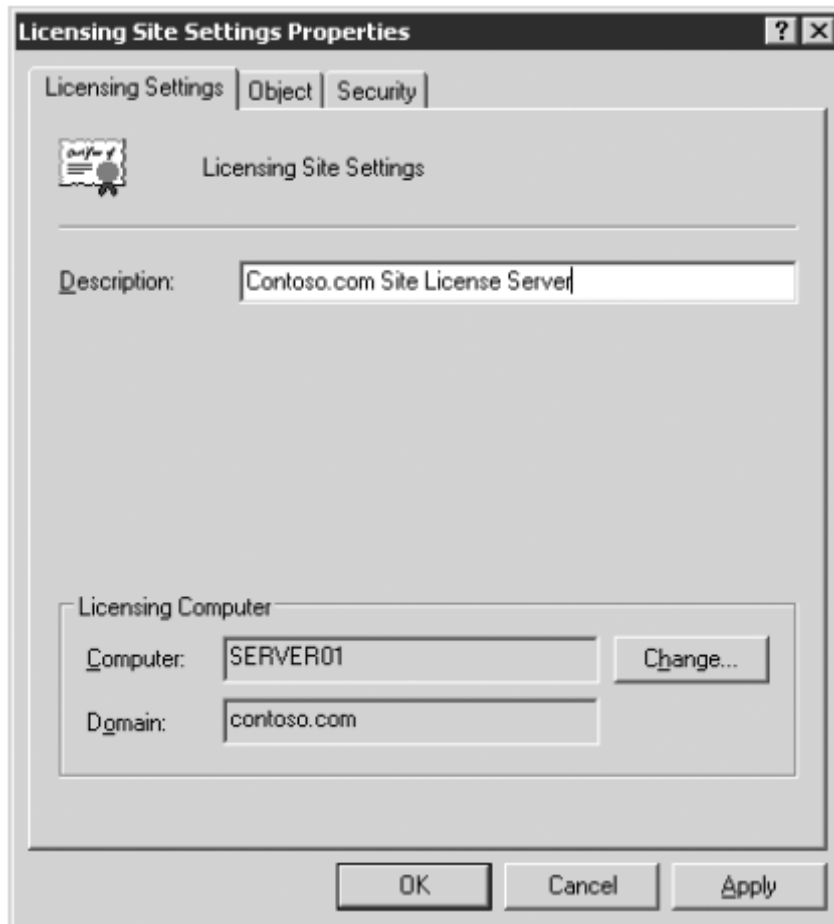 Licensing Site Settings Properties
Licensing Settings Object Security
Licensing Site Settings
Description: Contoso.com Site License Server
Licensing Computer
Computer: SERVER01 Change...
Domain: contoso.com
OK Cancel Apply